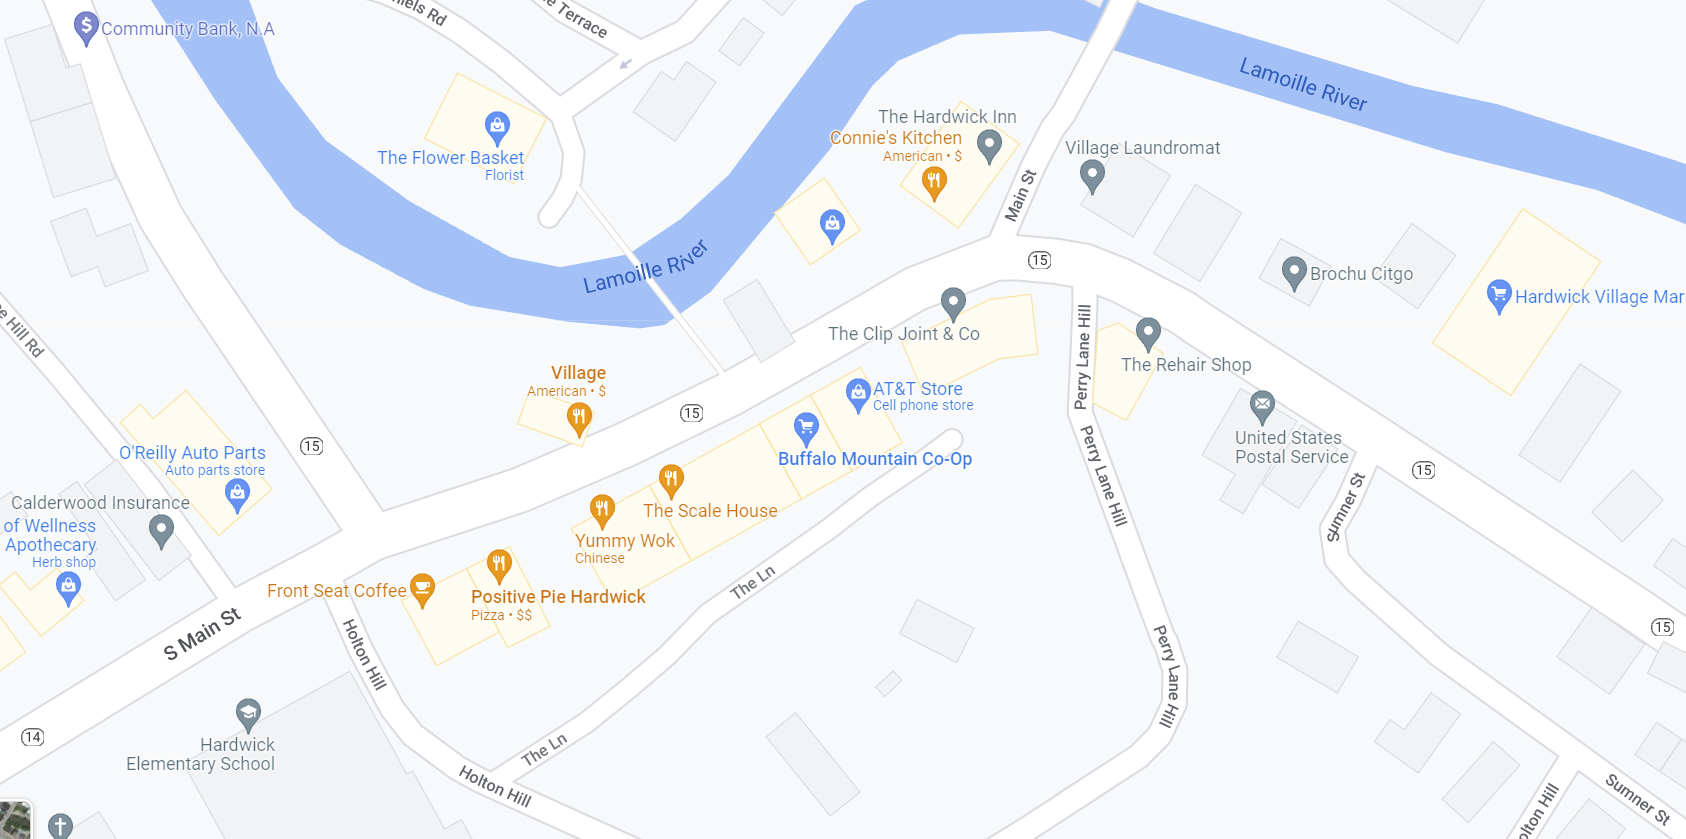 Community Bank, N.A
niels Rd
e Terrace
Lamoille River
The Hardwick Inn
Connie's Kitchen
American • $
Village Laundromat
The Flower Basket
Florist
Main St
Lamoille River
15
Brochu Citgo
Hardwick Village Mar
e Hill Rd
The Clip Joint & Co
Perry Lane Hill
The Rehair Shop
Village
American • $
AT&T Store
Cell phone store
15
15
O'Reilly Auto Parts
Auto parts store
Buffalo Mountain Co-Op
United States
Postal Service
15
Perry Lane Hill
Sumner St
Calderwood Insurance
of Wellness
Apothecary
Herb shop
The Scale House
Yummy Wok
Chinese
Front Seat Coffee
Positive Pie Hardwick
Pizza • $$
The Ln
S Main St
Holton Hill
15
Perry Lane Hill
14
Hardwick
Elementary School
The Ln
Holton Hill
olton Hill
Sumner St